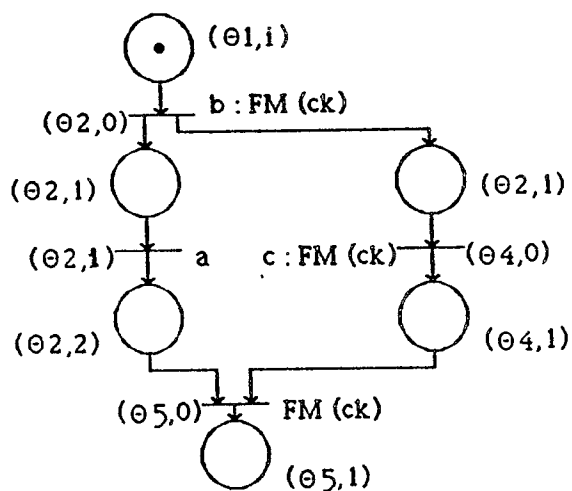 (Θ1,i)
b : FM (ck)
(Θ2,0)
(Θ2,1)
(Θ2,1)
(Θ2,1)
a
c : FM (ck)
(Θ4,0)
(Θ2,2)
(Θ4,1)
(Θ5,0)
FM (ck)
(Θ5,1)